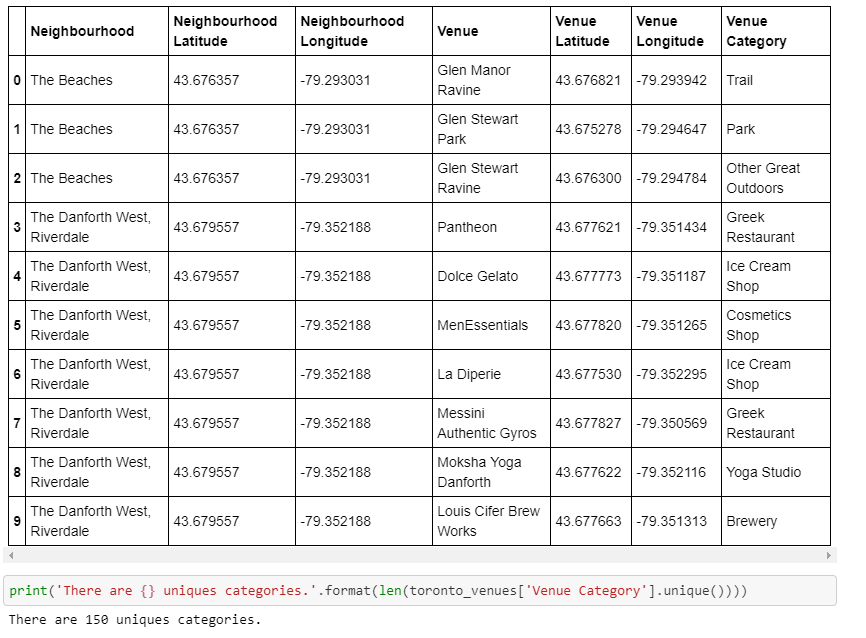 Neighbourhood Neighbourhood Latitude Neighbourhood Longitude Venue Venue Latitude Venue Longitude Venue Category
0 The Beaches 43.676357 -79.293031 Glen Manor Ravine 43.676821 -79.293942 Trail
1 The Beaches 43.676357 -79.293031 Glen Stewart Park 43.675278 -79.294647 Park
2 The Beaches 43.676357 -79.293031 Glen Stewart Ravine 43.676300 -79.294784 Other Great Outdoors
3 The Danforth West, Riverdale 43.679557 -79.352188 Pantheon 43.677621 -79.351434 Greek Restaurant
4 The Danforth West, Riverdale 43.679557 -79.352188 Dolce Gelato 43.677773 -79.351187 Ice Cream Shop
5 The Danforth West, Riverdale 43.679557 -79.352188 MenEssentials 43.677820 -79.351265 Cosmetics Shop
6 The Danforth West, Riverdale 43.679557 -79.352188 La Diperie 43.677530 -79.352295 Ice Cream Shop
7 The Danforth West, Riverdale 43.679557 -79.352188 Messini Authentic Gyros 43.677827 -79.350569 Greek Restaurant
8 The Danforth West, Riverdale 43.679557 -79.352188 Moksha Yoga Danforth 43.677622 -79.352116 Yoga Studio
9 The Danforth West, Riverdale 43.679557 -79.352188 Louis Cifer Brew Works 43.677663 -79.351313 Brewery
print('There are {} uniques categories.'.format(len(toronto_venues['Venue Category'].unique())))
There are 150 uniques categories.